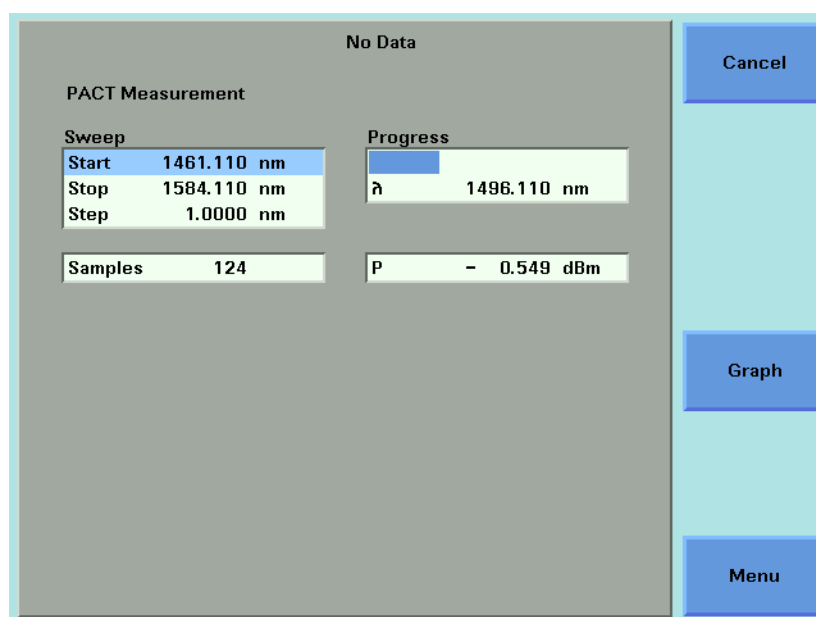 No Data
Cancel
PACT Measurement
Sweep
Start 1461.110 nm
Stop 1584.110 nm
Step 1.0000 nm
Samples 124
Progress
λ 1496.110 nm
P - 0.549 dBm
Graph
Menu